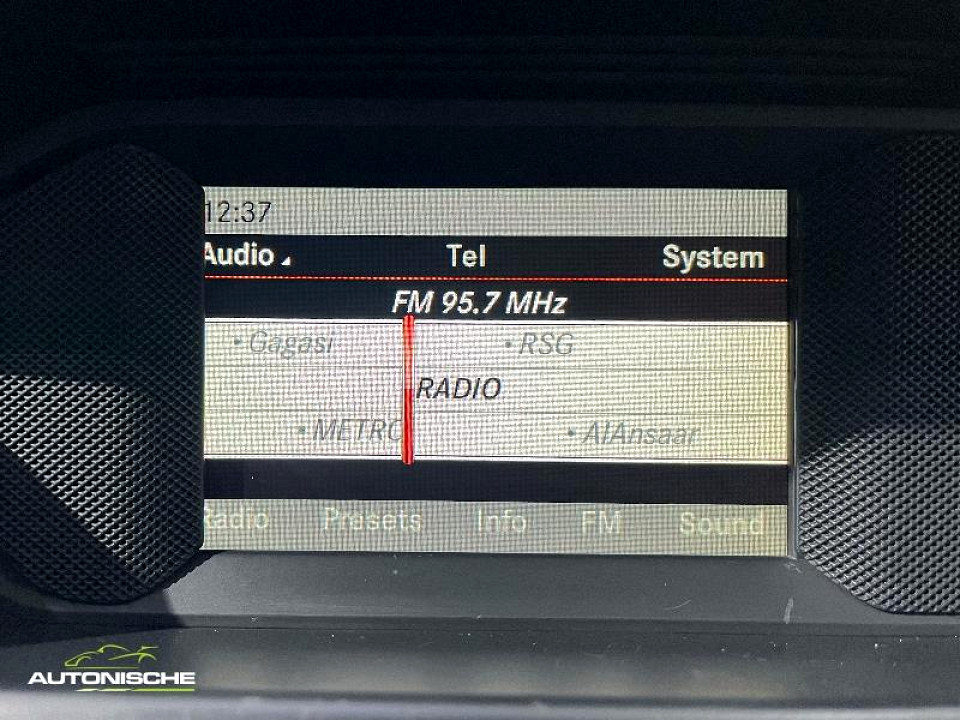 12:37
Audio Tel System
FM 95.7 MHz
•Gagasi •RSG
RADIO
•METRO •AlAnsaar
Radio Presets Info FM Sound
AUTONISCHE